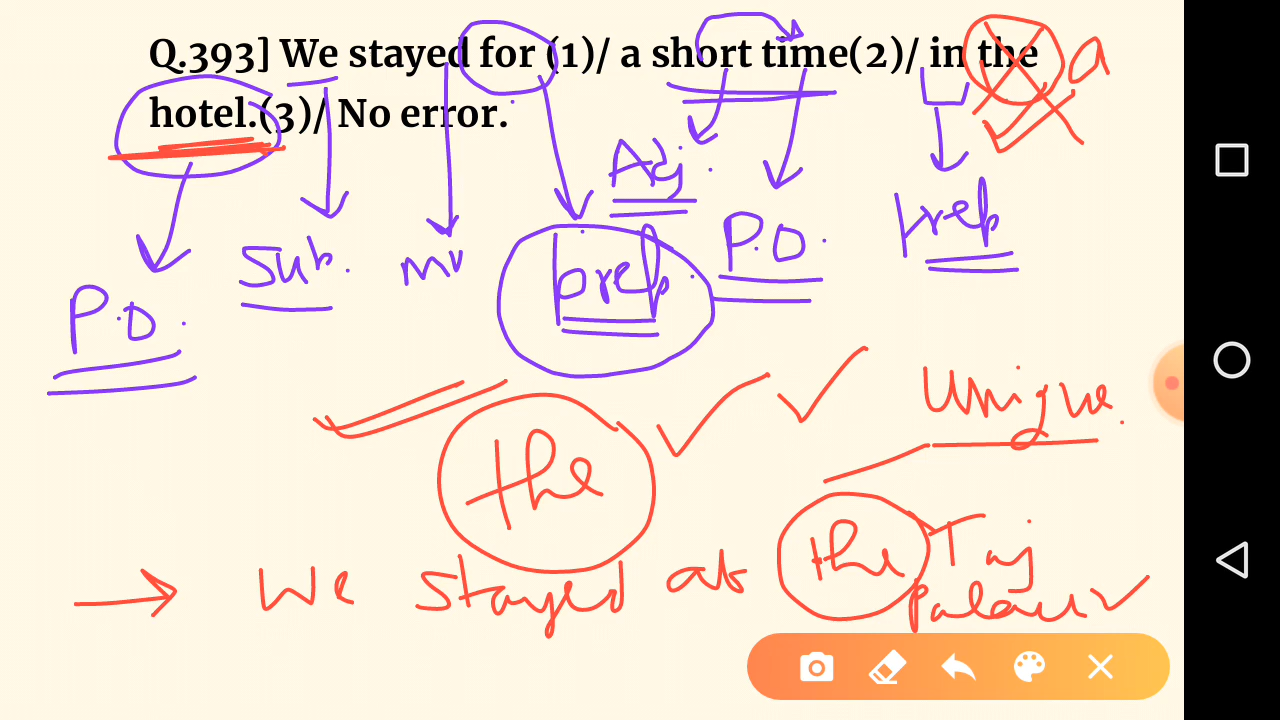 Q.393] We stayed for (1)/ a short time(2)/ in the a
hotel.(3)/ No error.
Adj.
P.O. Sub. mv prep. P.O. prep
the Unique.
→ We stayed at the Taj
Palace